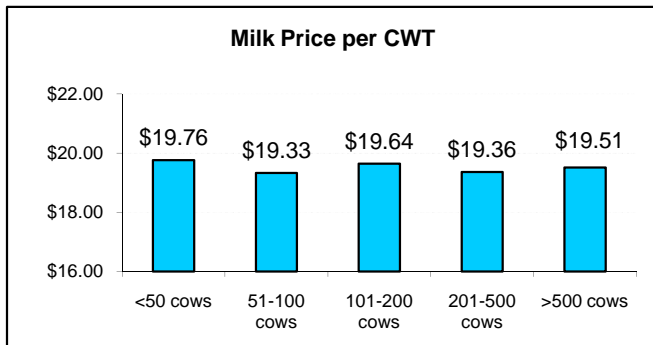 Milk Price per CWT
$22.00
$20.00
$18.00
$16.00
$19.76
$19.33
$19.64
$19.36
$19.51
<50 cows
51-100
cows
101-200
cows
201-500
cows
>500 cows